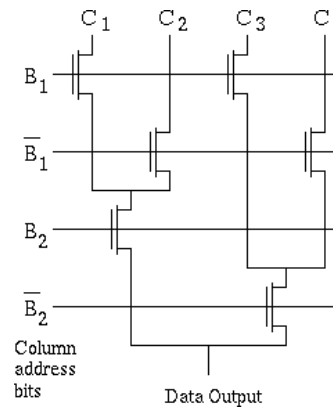 C₁ C₂ C₃ C
B₁
B̅₁
B₂
B̅₂
Column
address
bits
Data Output